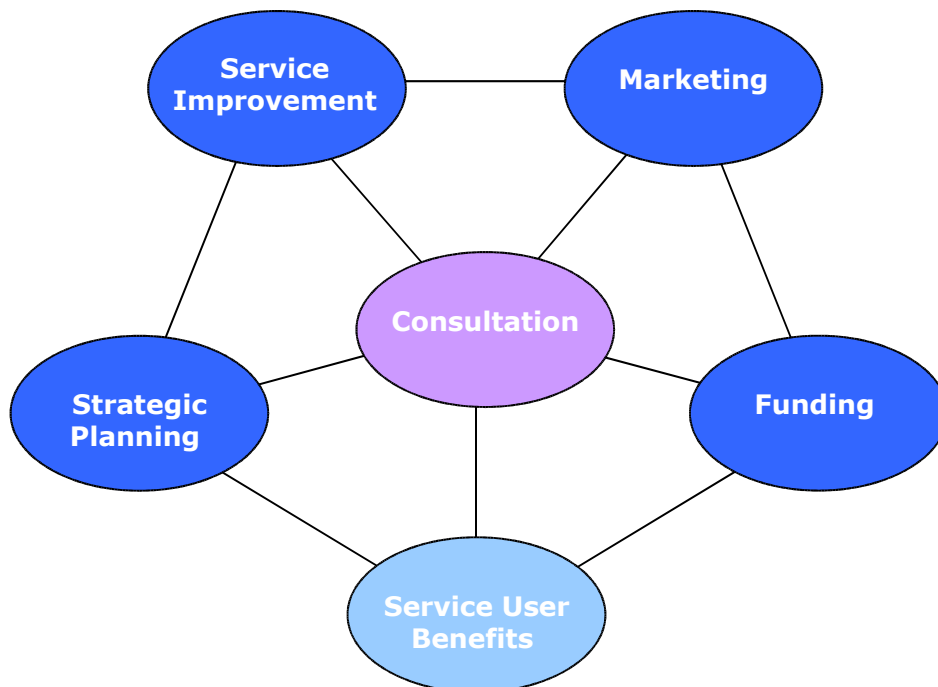 Service
Improvement
Marketing
Consultation
Strategic
Planning
Funding
Service User
Benefits